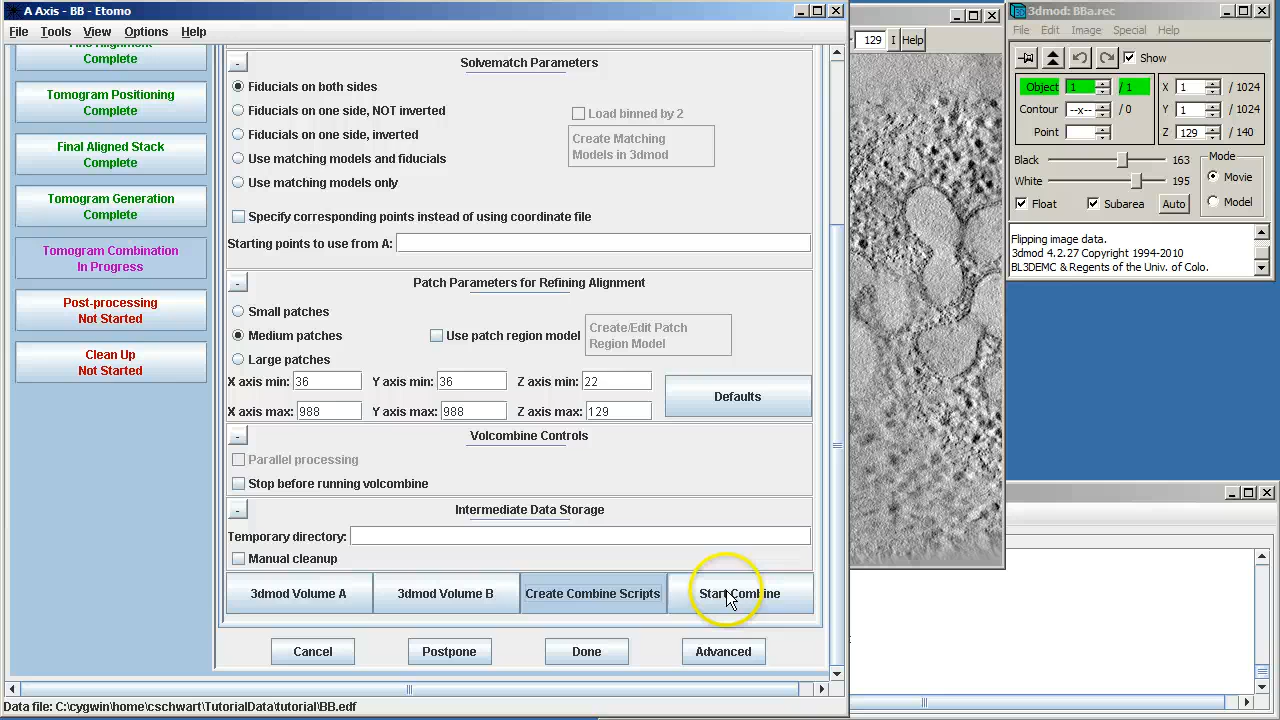 A Axis - BB - Etomo
File Tools View Options Help
Complete
Tomogram Positioning
Complete
Final Aligned Stack
Complete
Tomogram Generation
Complete
Tomogram Combination
In Progress
Post-processing
Not Started
Clean Up
Not Started
Solvematch Parameters
Fiducials on both sides
Fiducials on one side, NOT inverted
Fiducials on one side, inverted
Use matching models and fiducials
Use matching models only
Load binned by 2
Create Matching
Models in 3dmod
Specify corresponding points instead of using coordinate file
Starting points to use from A:
Patch Parameters for Refining Alignment
Small patches
Medium patches
Large patches
Use patch region model
Create/Edit Patch
Region Model
X axis min: 36 Y axis min: 36 Z axis min: 22
X axis max: 988 Y axis max: 988 Z axis max: 129
Defaults
Volcombine Controls
Parallel processing
Stop before running volcombine
Intermediate Data Storage
Temporary directory:
Manual cleanup
3dmod Volume A 3dmod Volume B Create Combine Scripts Start Combine
Cancel Postpone Done Advanced
Data file: C:\cygwin\home\cschwart\TutorialData\tutorial\BB.edf
129 I Help
3dmod: BBa.rec
File Edit Image Special Help
Show
Object 1 / 1
Contour --x-- / 0
Point
X 1 / 1024
Y 1 / 1024
Z 129 / 140
Black 163
White 195
Mode
Movie
Model
Float Subarea Auto
Flipping image data.
3dmod 4.2.27 Copyright 1994-2010
BL3DEMC & Regents of the Univ. of Colo.